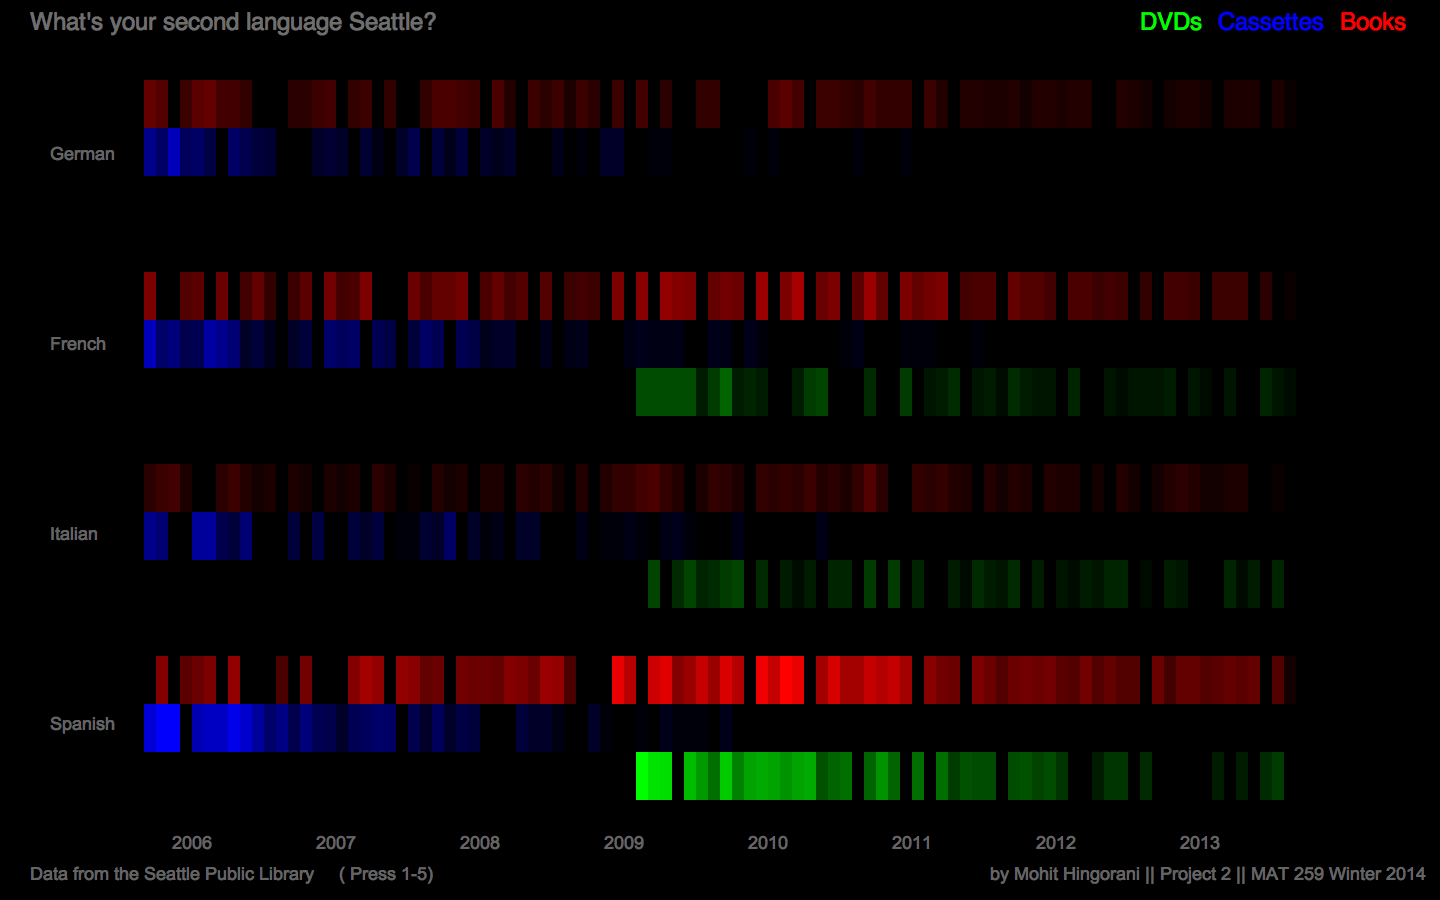 What's your second language Seattle?
DVDs Cassettes Books
German
French
Italian
Spanish
2006 2007 2008 2009 2010 2011 2012 2013
Data from the Seattle Public Library ( Press 1-5)
by Mohit Hingorani || Project 2 || MAT 259 Winter 2014